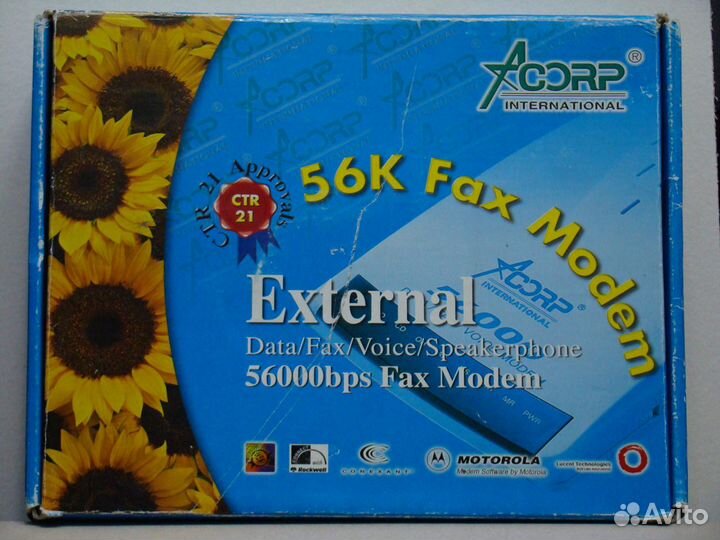 ACORP®
INTERNATIONAL
CTR 21 Approvals
CTR
21
56K Fax Modem
ACORP
INTERNATIONAL
External
Data/Fax/Voice/Speakerphone
56000bps Fax Modem
MR PWR
Rockwell
CONEXANT
MOTOROLA
Modem Software by Motorola
Lucent Technologies
Avito